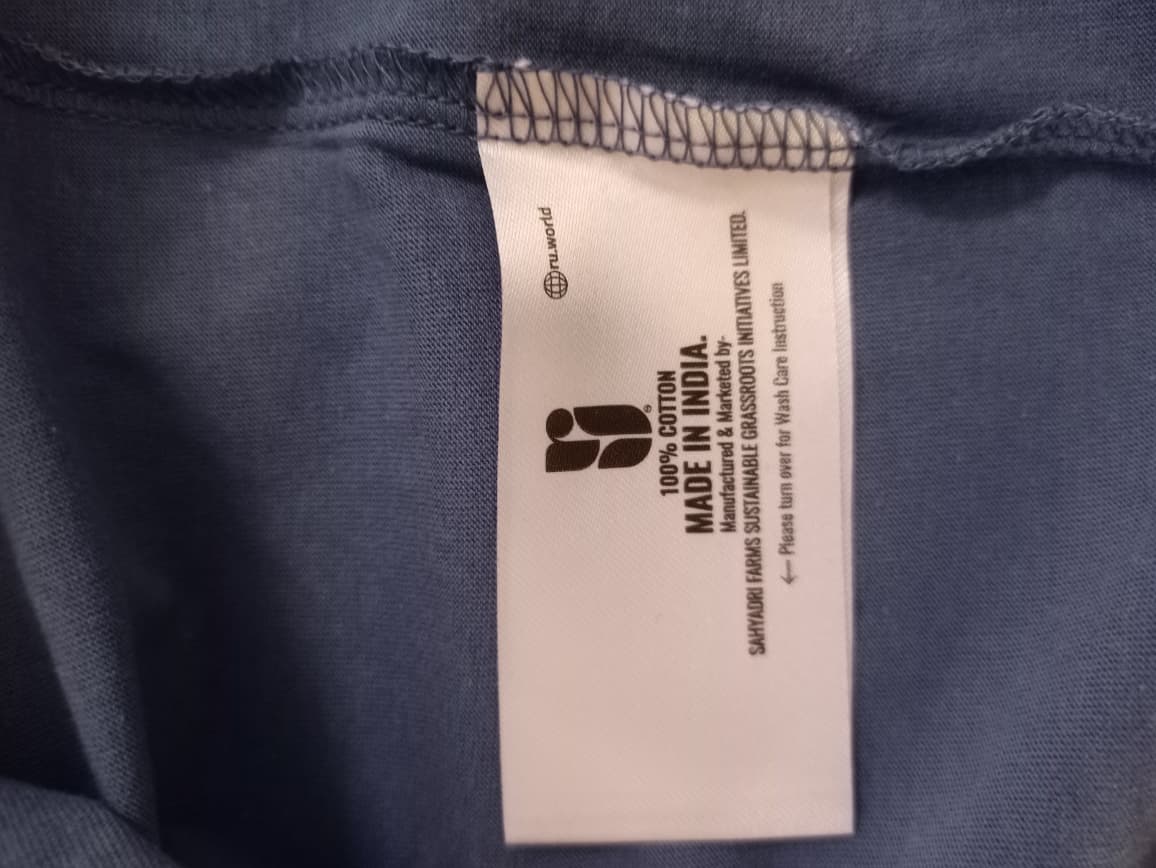 ru.world
100% COTTON
MADE IN INDIA.
Manufactured & Marketed by-
SAHYADRI FARMS SUSTAINABLE GRASSROOTS INITIATIVES LIMITED.
← Please turn over for Wash Care Instruction